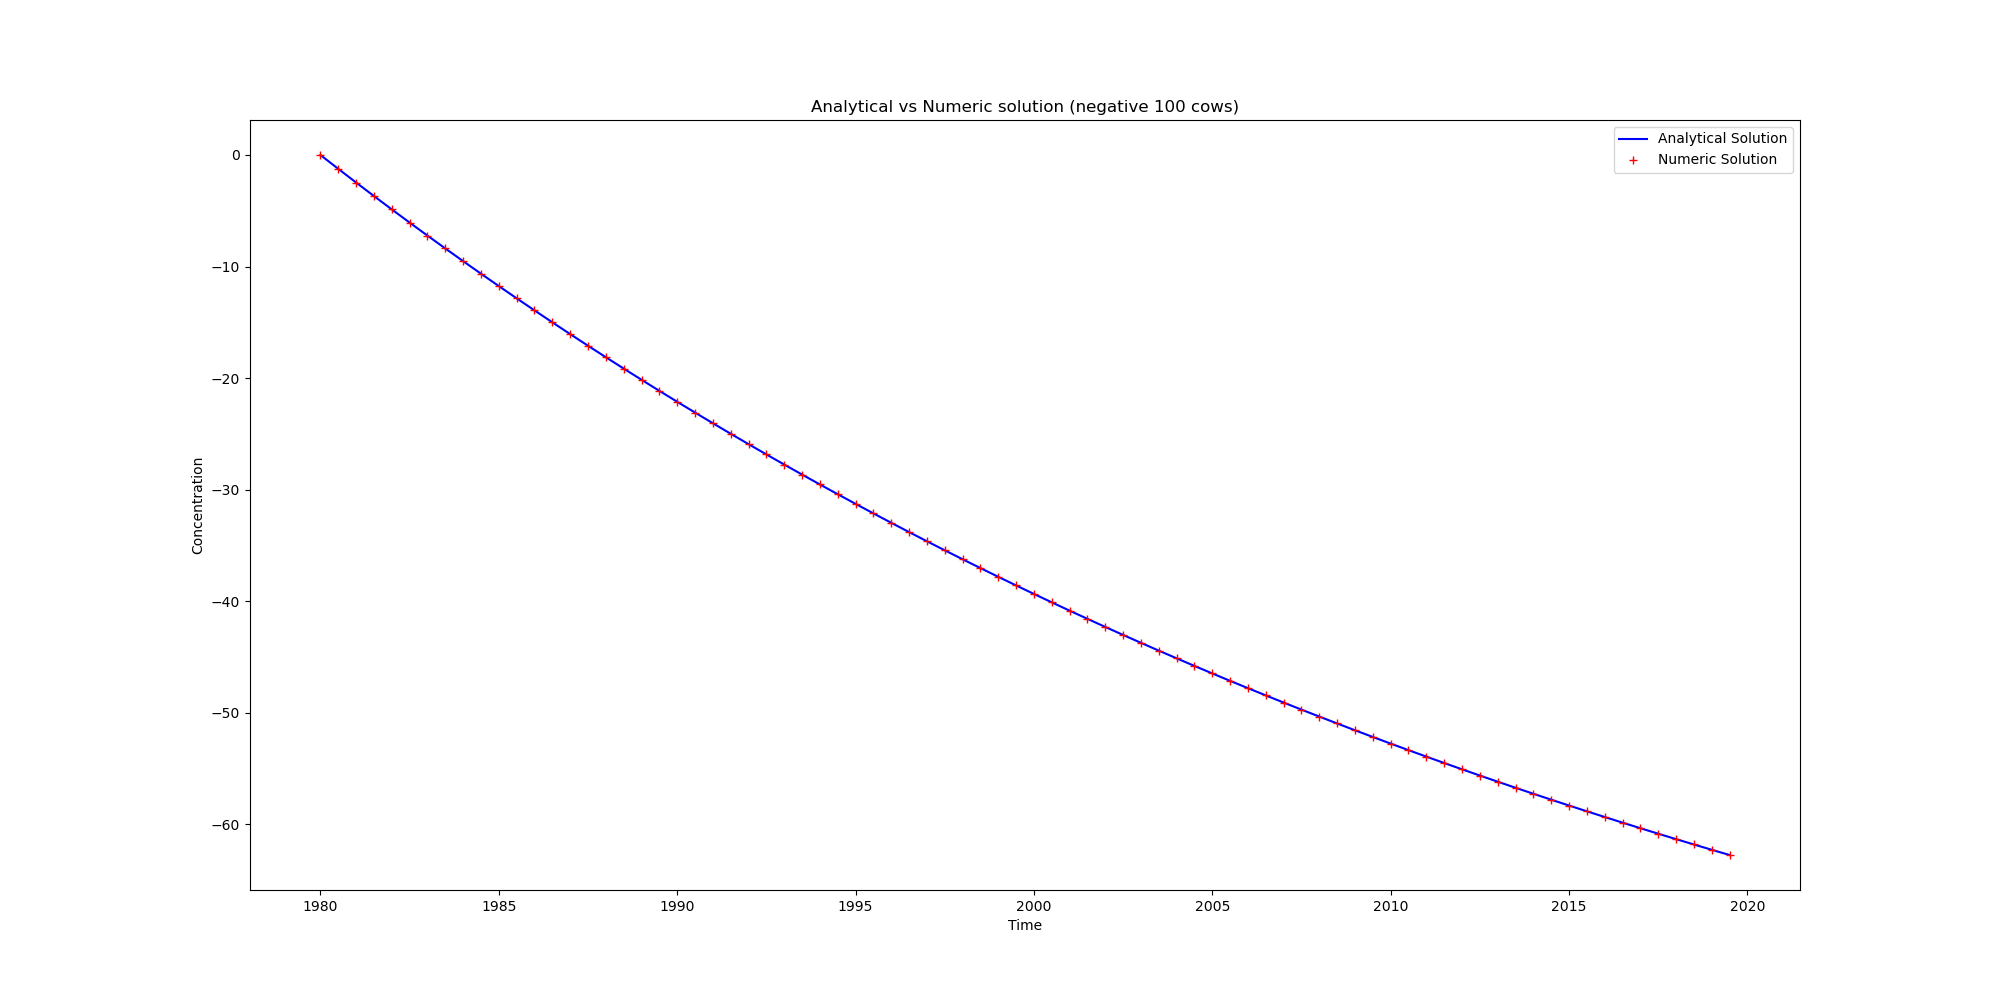 Analytical vs Numeric solution (negative 100 cows)
Analytical Solution
Numeric Solution
0
−10
−20
−30
−40
−50
−60
Concentration
1980 1985 1990 1995 2000 2005 2010 2015 2020
Time